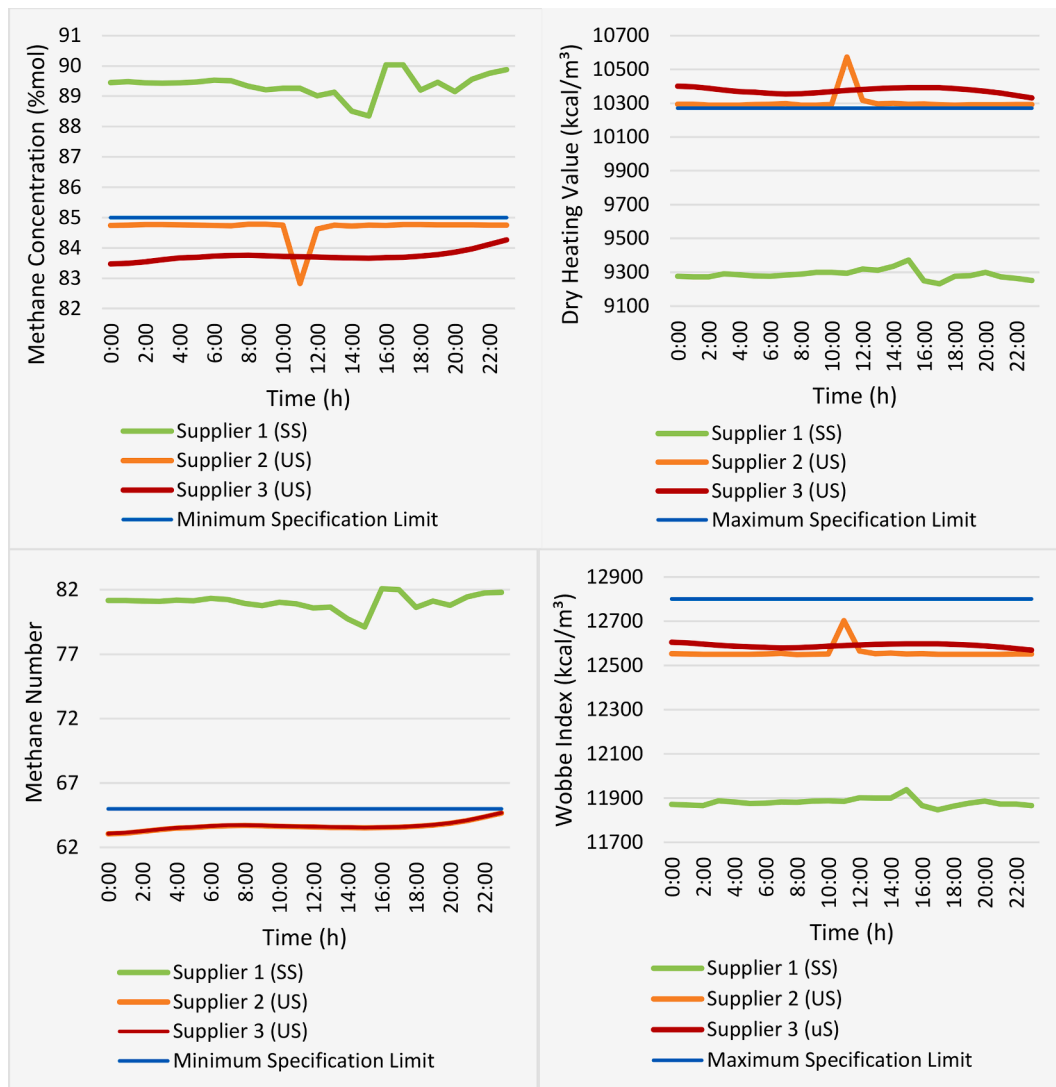 Methane Concentration (%mol)
91
90
89
88
87
86
85
84
83
82
0:00 2:00 4:00 6:00 8:00 10:00 12:00 14:00 16:00 18:00 20:00 22:00
Time (h)
Supplier 1 (SS)
Supplier 2 (US)
Supplier 3 (US)
Minimum Specification Limit
Dry Heating Value (kcal/m³)
10700
10500
10300
9900
9700
9500
9300
9100
0:00 2:00 4:00 6:00 8:00 10:00 12:00 14:00 16:00 18:00 20:00 22:00
Time (h)
Supplier 1 (SS)
Supplier 2 (US)
Supplier 3 (US)
Maximum Specification Limit
Methane Number
82
77
72
67
62
0:00 2:00 4:00 6:00 8:00 10:00 12:00 14:00 16:00 18:00 20:00 22:00
Time (h)
Supplier 1 (SS)
Supplier 2 (US)
Supplier 3 (US)
Minimum Specification Limit
Wobbe Index (kcal/m³)
12900
12700
12500
12300
12100
11900
11700
0:00 2:00 4:00 6:00 8:00 10:00 12:00 14:00 16:00 18:00 20:00 22:00
Time (h)
Supplier 1 (SS)
Supplier 2 (US)
Supplier 3 (uS)
Maximum Specification Limit